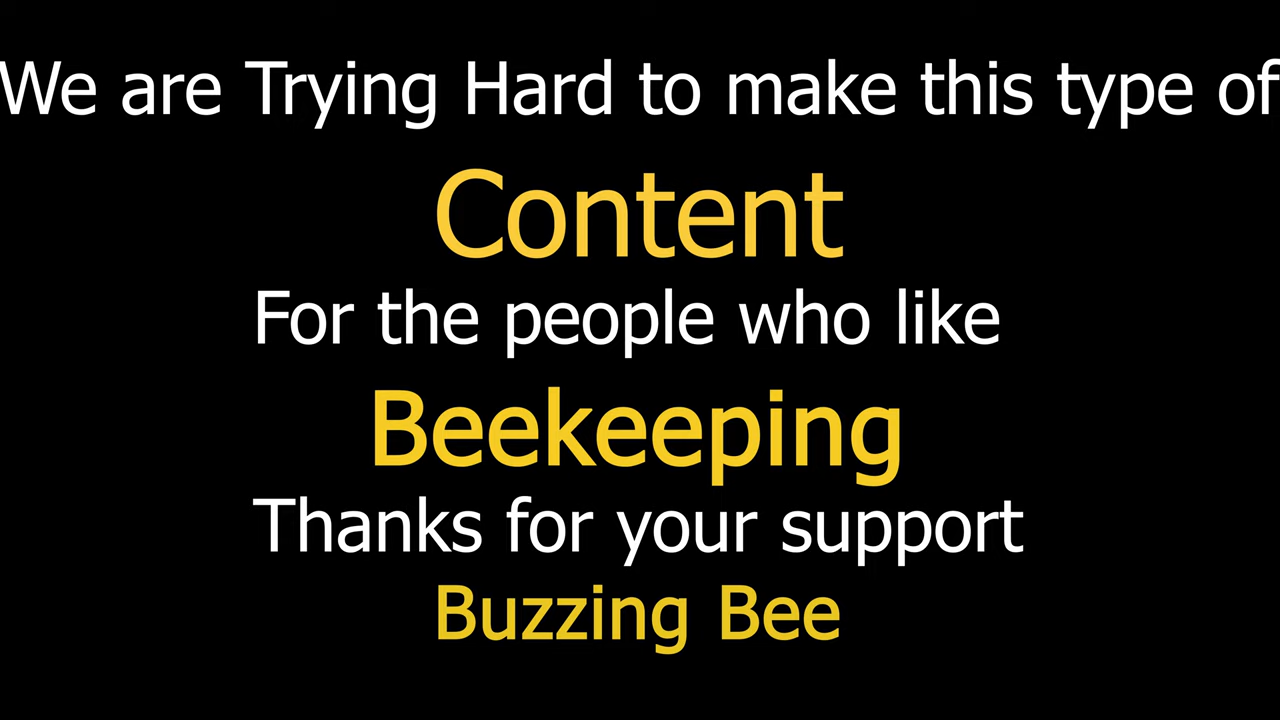 We are Trying Hard to make this type of
Content
For the people who like
Beekeeping
Thanks for your support
Buzzing Bee